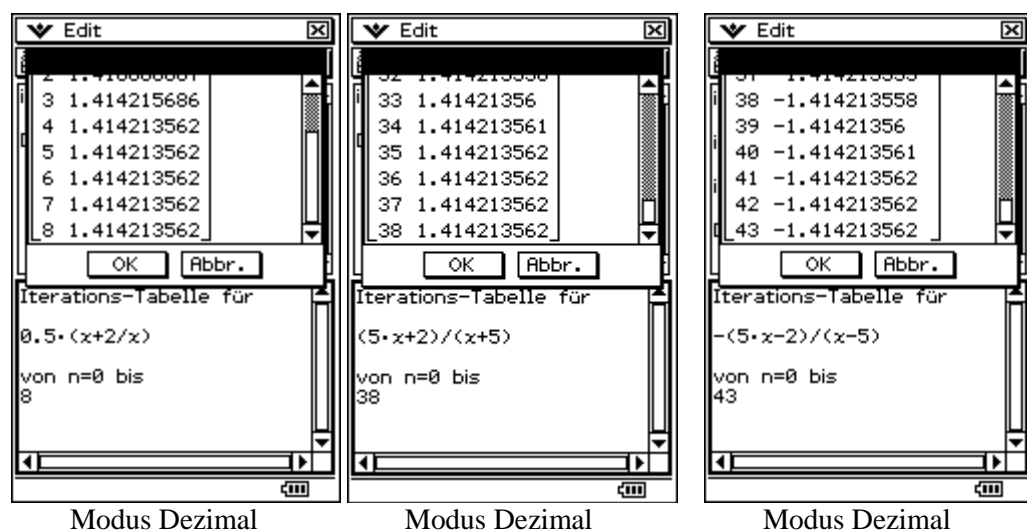 Edit
3 1.414215686
4 1.414213562
5 1.414213562
6 1.414213562
7 1.414213562
8 1.414213562
OK Abbr.
Iterations-Tabelle für
0.5·(x+2/x)
von n=0 bis
8
Modus Dezimal
Edit
33 1.41421356
34 1.414213561
35 1.414213562
36 1.414213562
37 1.414213562
38 1.414213562
OK Abbr.
Iterations-Tabelle für
(5·x+2)/(x+5)
von n=0 bis
38
Modus Dezimal
Edit
38 -1.414213558
39 -1.41421356
40 -1.414213561
41 -1.414213562
42 -1.414213562
43 -1.414213562
OK Abbr.
Iterations-Tabelle für
-(5·x-2)/(x-5)
von n=0 bis
43
Modus Dezimal